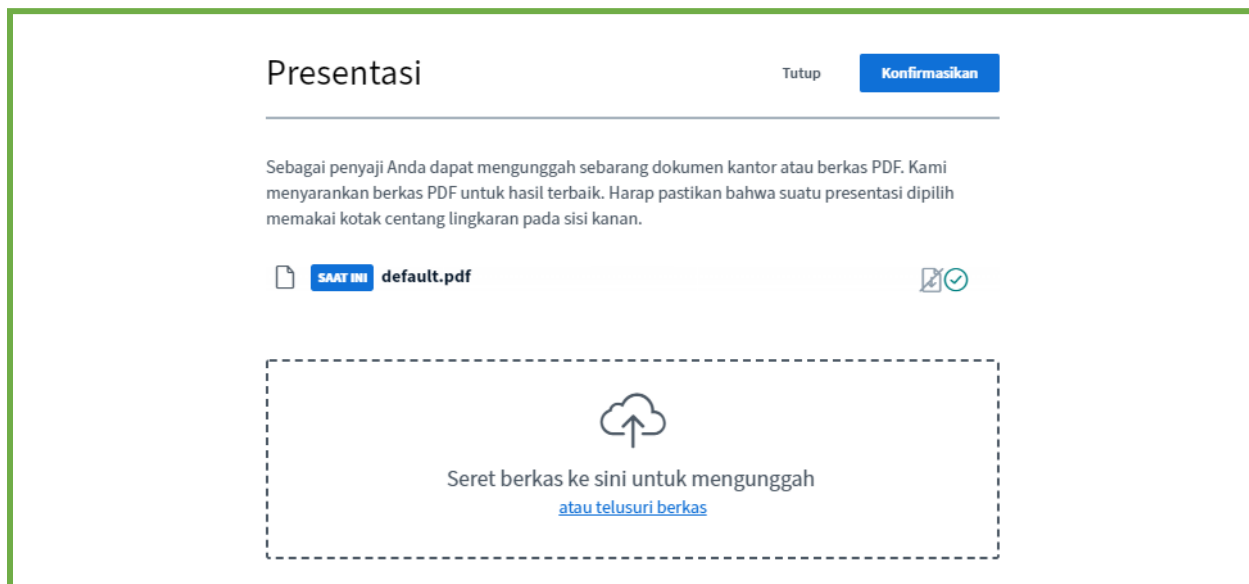 Presentasi
Tutup
Konfirmasikan
Sebagai penyaji Anda dapat mengunggah sebarang dokumen kantor atau berkas PDF. Kami
menyarankan berkas PDF untuk hasil terbaik. Harap pastikan bahwa suatu presentasi dipilih
memakai kotak centang lingkaran pada sisi kanan.
SAAT INI default.pdf
Seret berkas ke sini untuk mengunggah
atau telusuri berkas